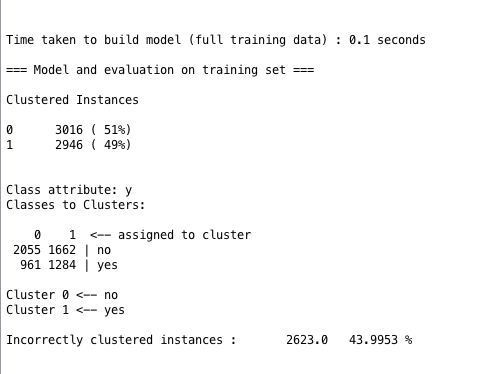 Time taken to build model (full training data) : 0.1 seconds
=== Model and evaluation on training set ===
Clustered Instances
0      3016 ( 51%)
1      2946 ( 49%)
Class attribute: y
Classes to Clusters:
    0    1  <-- assigned to cluster
 2055 1662 | no
  961 1284 | yes
Cluster 0 <-- no
Cluster 1 <-- yes
Incorrectly clustered instances :       2623.0   43.9953 %